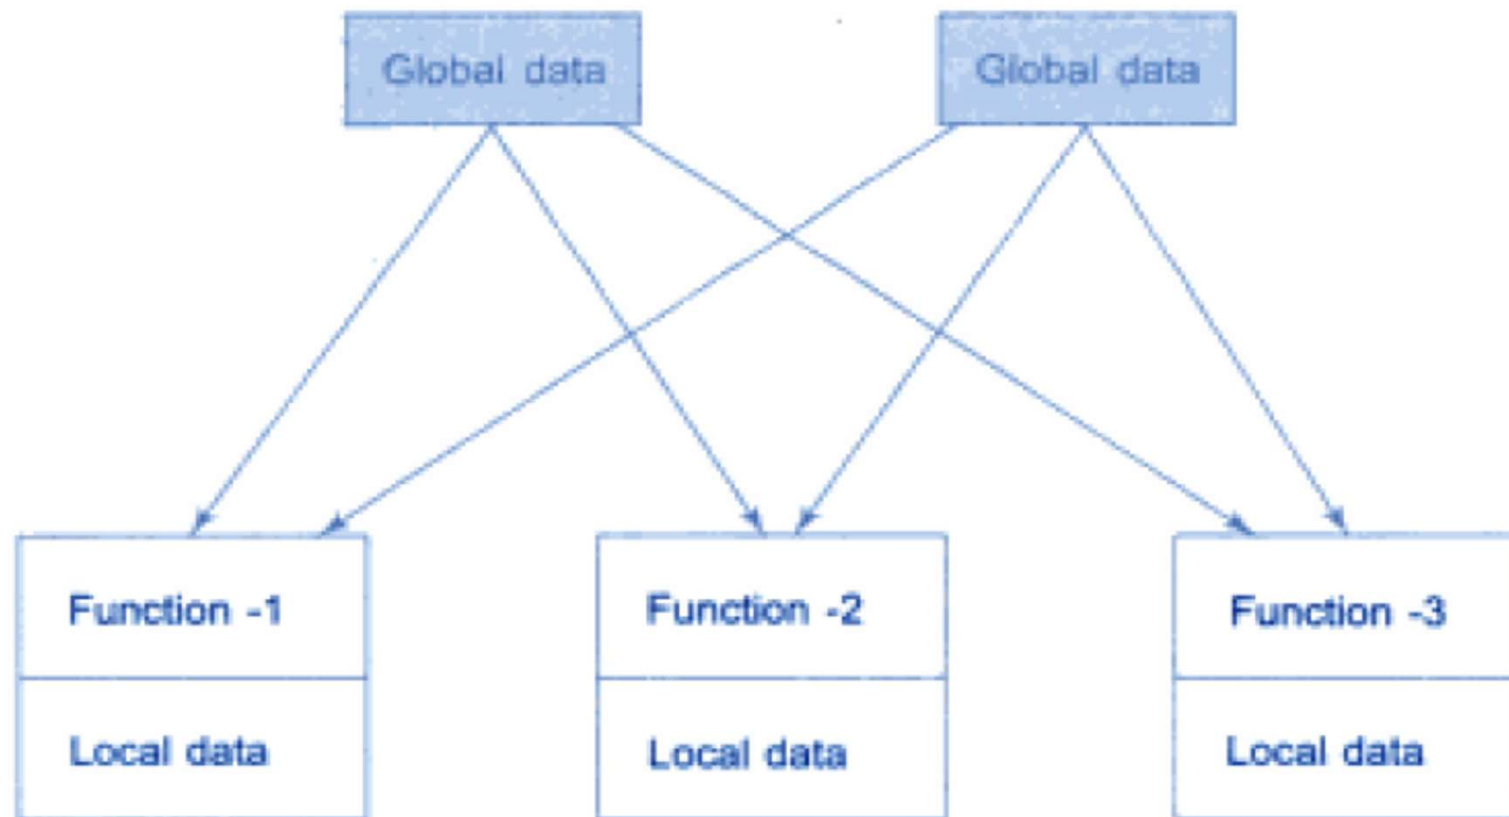 Global data
Global data
Function -1
Function -2
Function -3
Local data
Local data
Local data